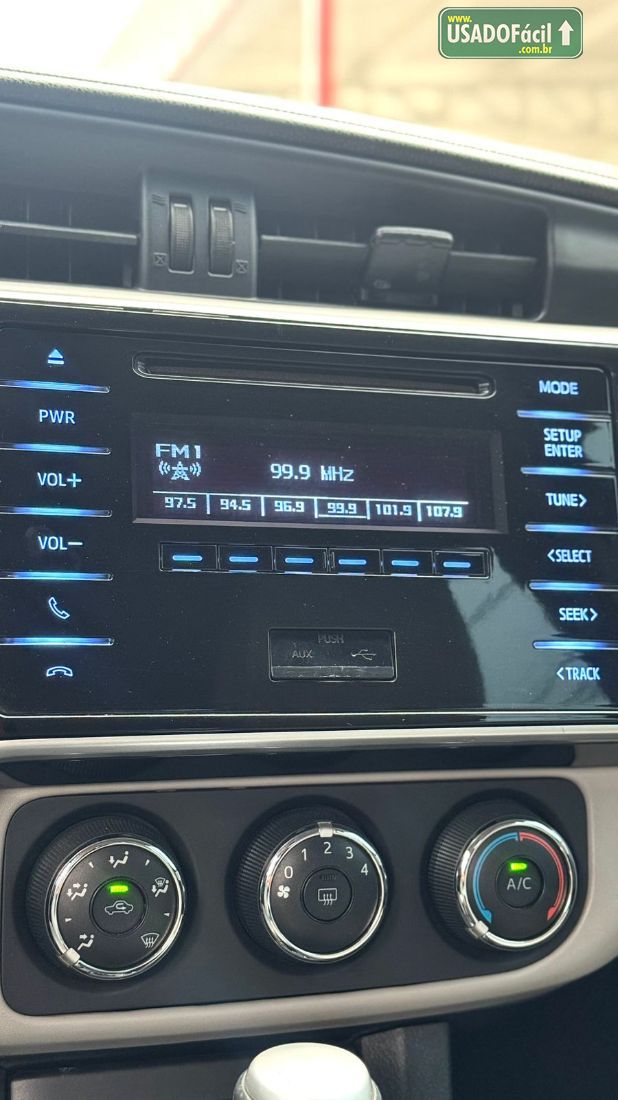 www.
USADOFácil
.com.br
PWR
VOL+
VOL-
FM1
99.9 MHz
97.5 94.5 96.9 99.9 101.9 107.9
MODE
SETUP
ENTER
TUNE>
<SELECT
SEEK>
<TRACK
PUSH
AUX
0 1 2 3 4
A/C